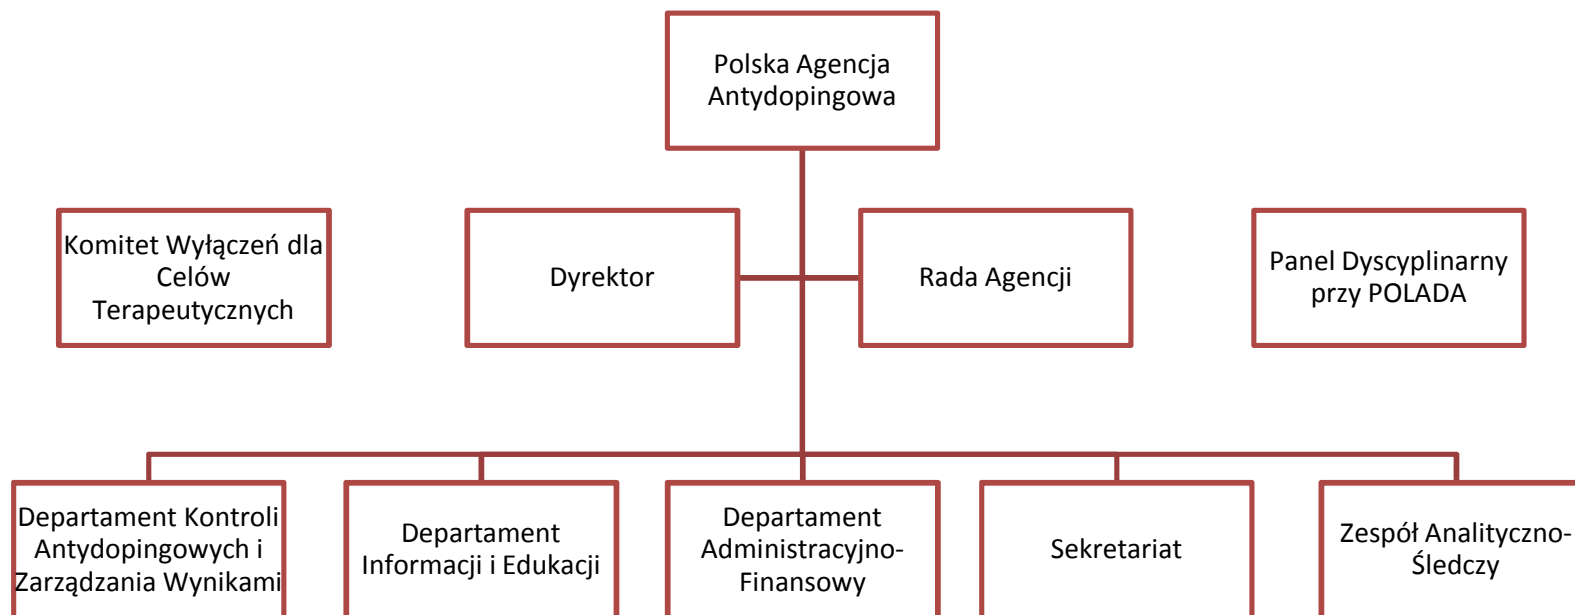 Polska Agencja
Antydopingowa
Komitet Wyłączeń dla
Celów
Terapeutycznych
Dyrektor
Rada Agencji
Panel Dyscyplinarny
przy POLADA
Departament Kontroli
Antydopingowych i
Zarządzania Wynikami
Departament
Informacji i Edukacji
Departament
Administracyjno-
Finansowy
Sekretariat
Zespół Analityczno-
Śledczy